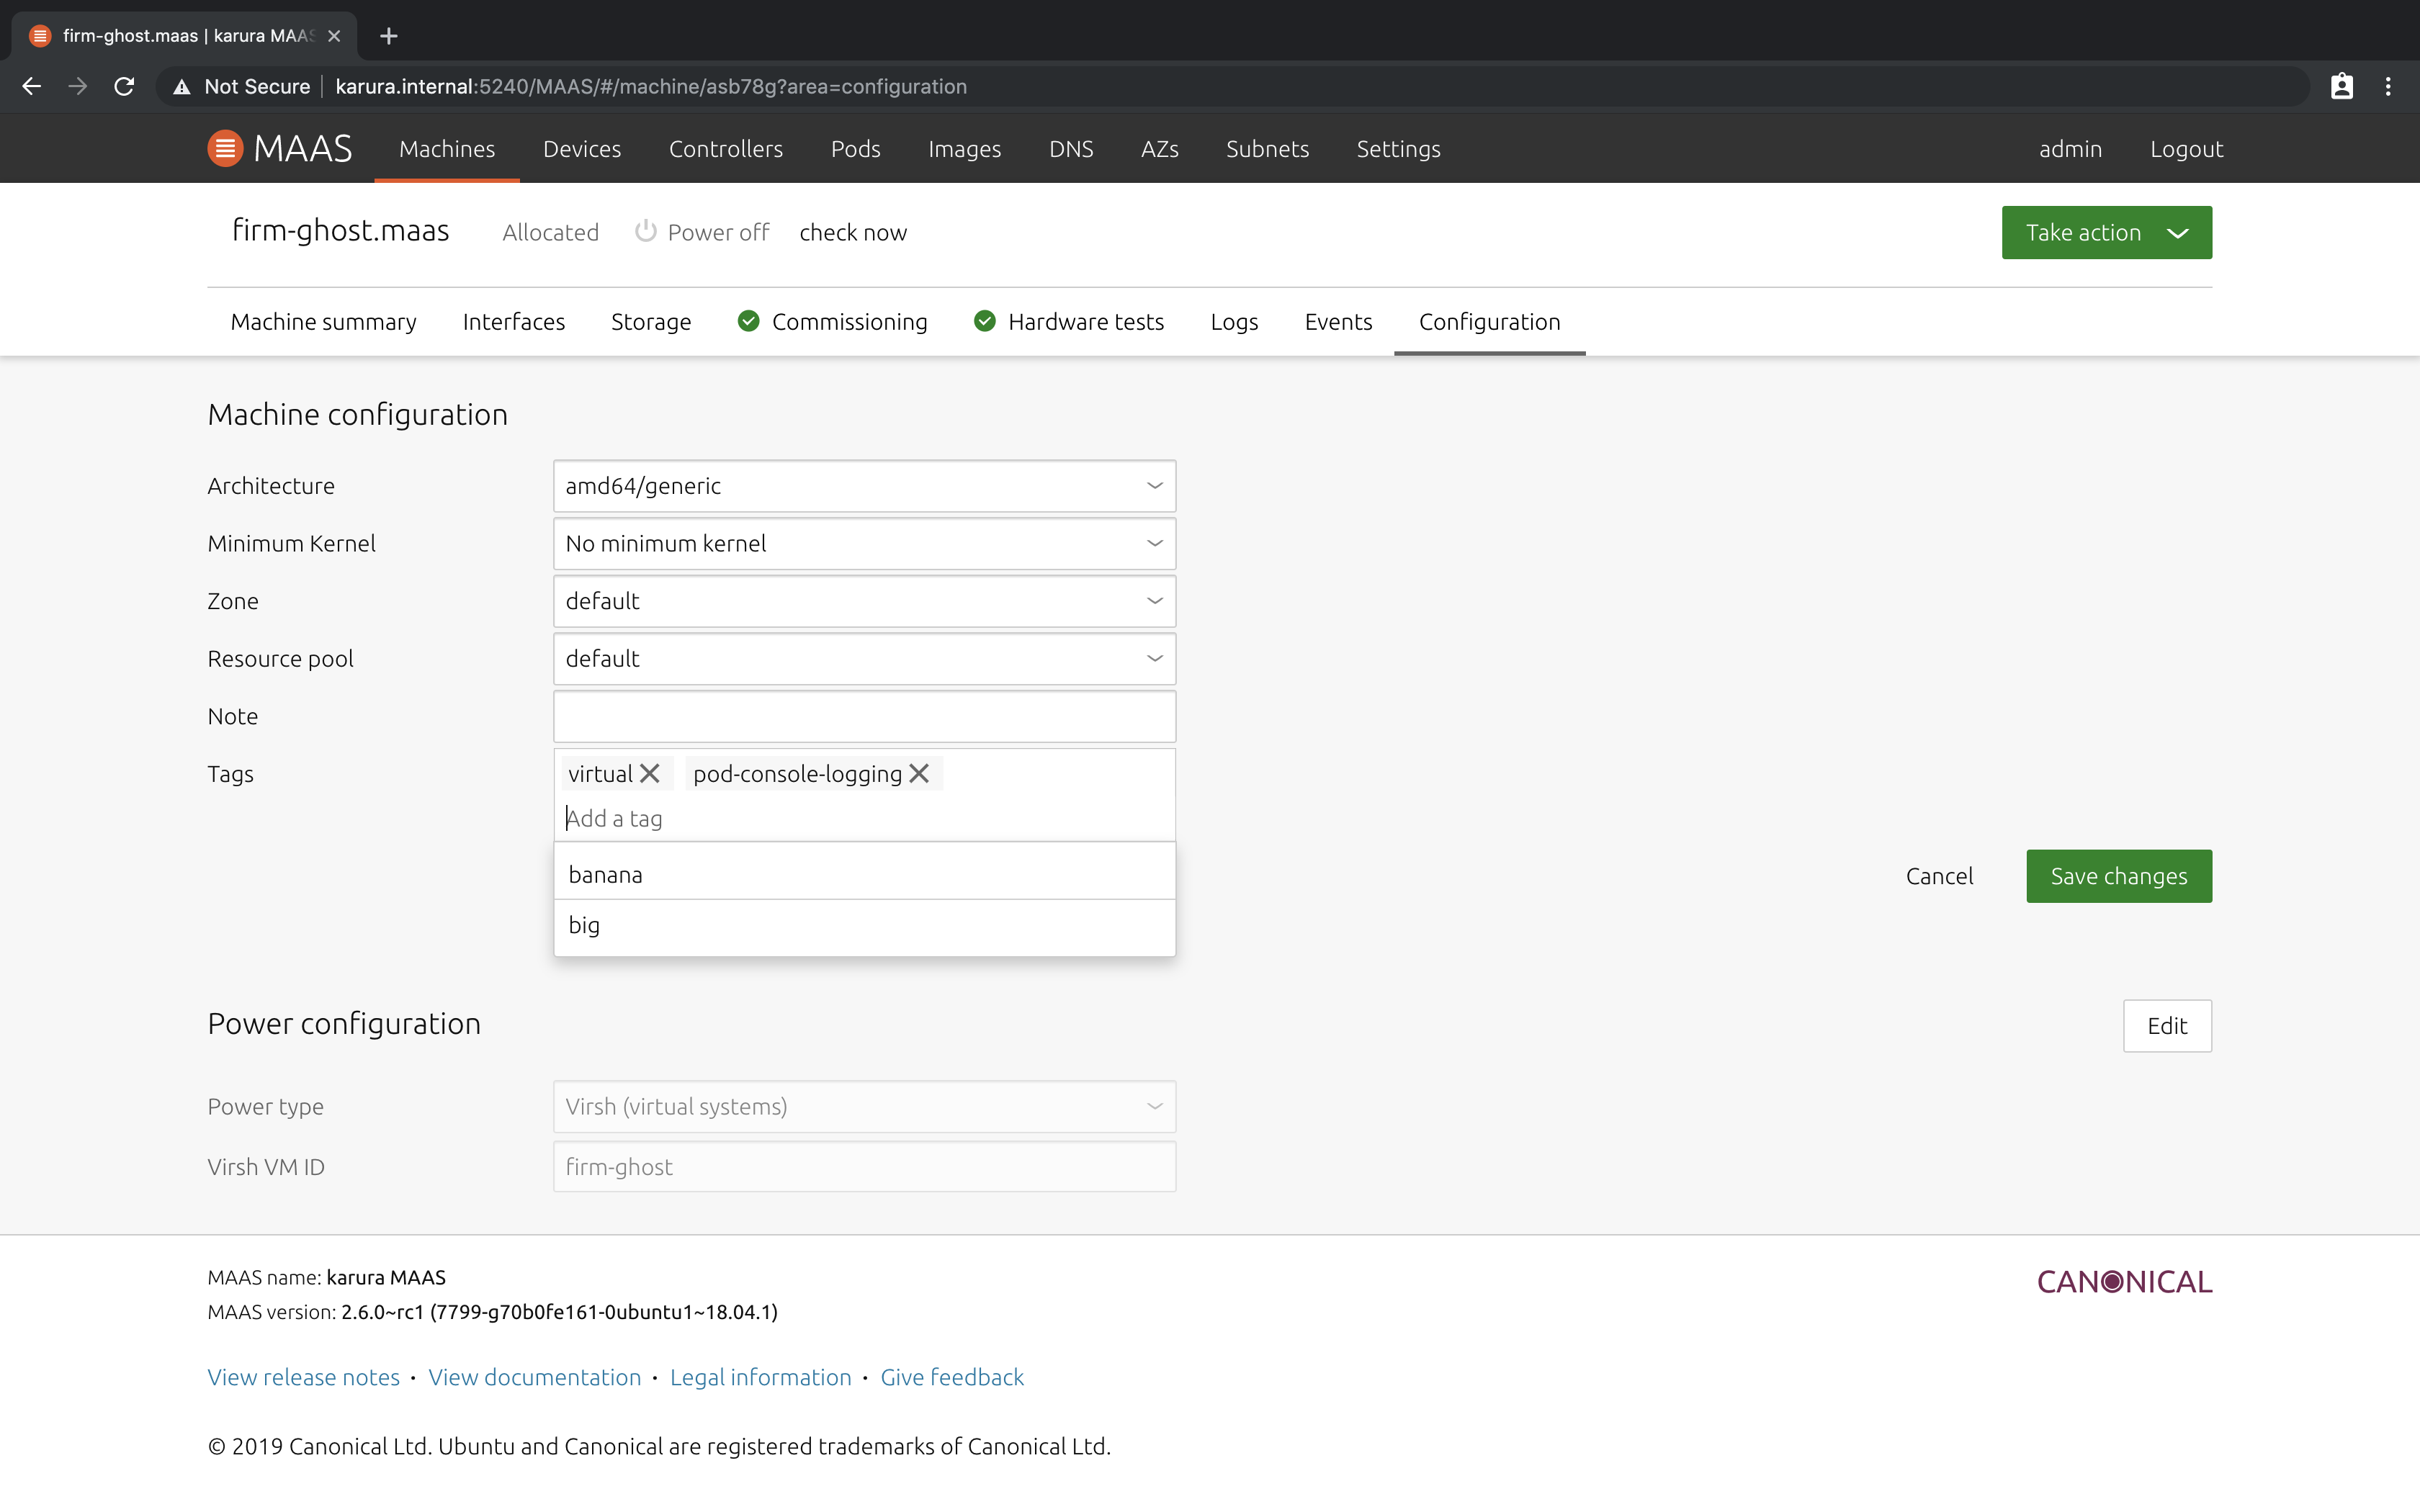 firm-ghost.maas | karura MAAS
Not Secure karura.internal:5240/MAAS/#/machine/asb78g?area=configuration
MAAS Machines Devices Controllers Pods Images DNS AZs Subnets Settings admin Logout
firm-ghost.maas Allocated Power off check now Take action
Machine summary Interfaces Storage Commissioning Hardware tests Logs Events Configuration
Machine configuration
Architecture amd64/generic
Minimum Kernel No minimum kernel
Zone default
Resource pool default
Note
Tags virtual pod-console-logging
Add a tag
banana
big
Cancel Save changes
Power configuration Edit
Power type Virsh (virtual systems)
Virsh VM ID firm-ghost
MAAS name: karura MAAS
CANONICAL
MAAS version: 2.6.0~rc1 (7799-g70b0fe161-0ubuntu1~18.04.1)
View release notes · View documentation · Legal information · Give feedback
© 2019 Canonical Ltd. Ubuntu and Canonical are registered trademarks of Canonical Ltd.